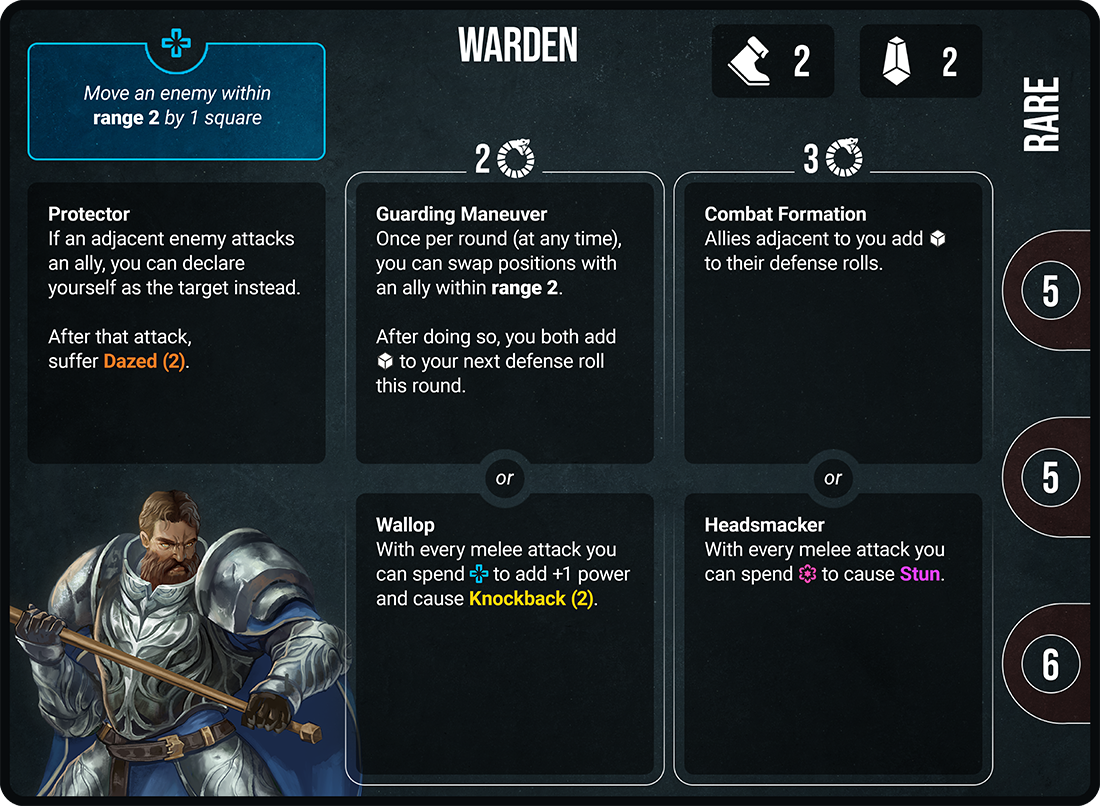 WARDEN
2
2
RARE
Move an enemy within
range 2 by 1 square
2
3
Protector
If an adjacent enemy attacks
an ally, you can declare
yourself as the target instead.
After that attack,
suffer Dazed (2).
Guarding Maneuver
Once per round (at any time),
you can swap positions with
an ally within range 2.
After doing so, you both add
to your next defense roll
this round.
or
Wallop
With every melee attack you
can spend to add +1 power
and cause Knockback (2).
Combat Formation
Allies adjacent to you add
to their defense rolls.
or
Headsmacker
With every melee attack you
can spend to cause Stun.
5
5
6